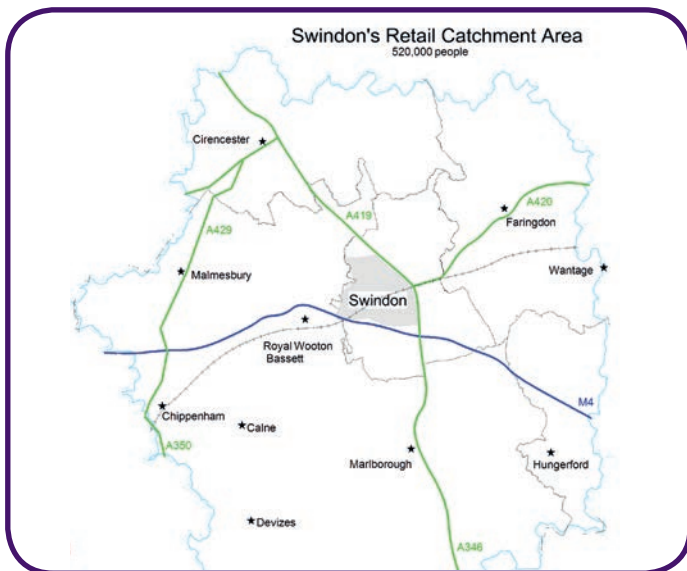 Swindon's Retail Catchment Area
520,000 people
Cirencester
A419
A420
Faringdon
A429
Malmesbury
Wantage
Swindon
Royal Wooton
Bassett
M4
Chippenham
Calne
A350
Marlborough
Hungerford
Devizes
A346